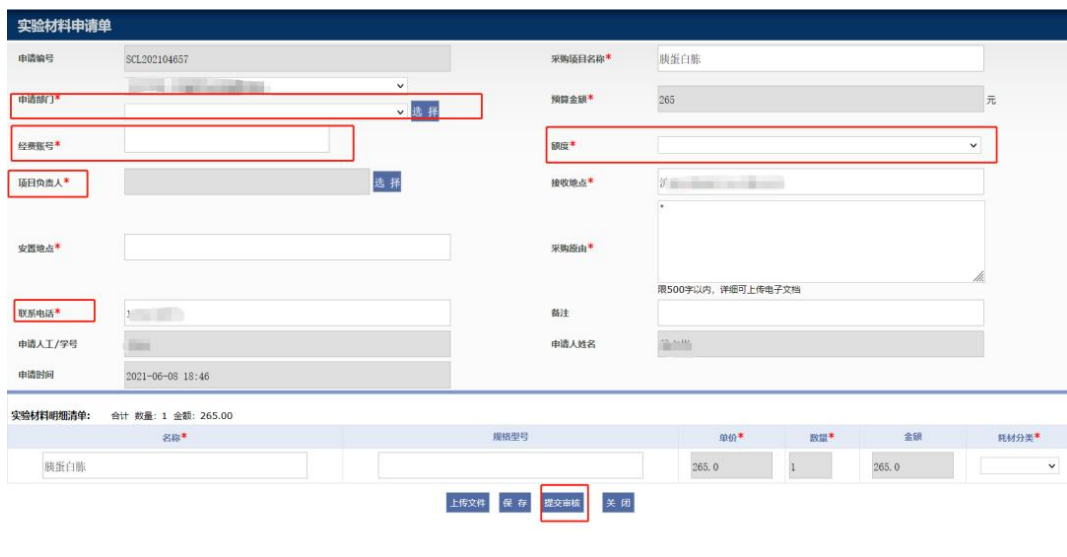 实验材料申请单
申请编号 SCL202104657 采购项目名称* 胰蛋白胨
申请部门* 选 择 预算金额* 265 元
经费账号* 额度*
项目负责人* 选 择 接收地点*
*
安置地点* 采购原由*
限500字以内，详细可上传电子文档
联系电话* 1 备注
申请人工/学号 申请人姓名
申请时间 2021-06-08 18:46
实验材料明细清单: 合计 数量: 1 金额: 265.00
名称* 规格型号 单价* 数量* 金额 耗材分类*
胰蛋白胨 265.0 1 265.0
上传文件 保 存 提交审核 关 闭